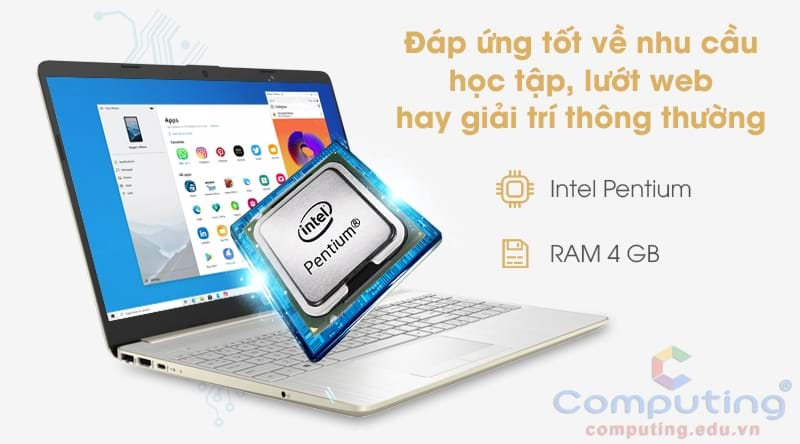 Đáp ứng tốt về nhu cầu
học tập, lướt web
hay giải trí thông thường
Intel Pentium
RAM 4 GB
Apps
intel
Pentium®
Computing®
computing.edu.vn